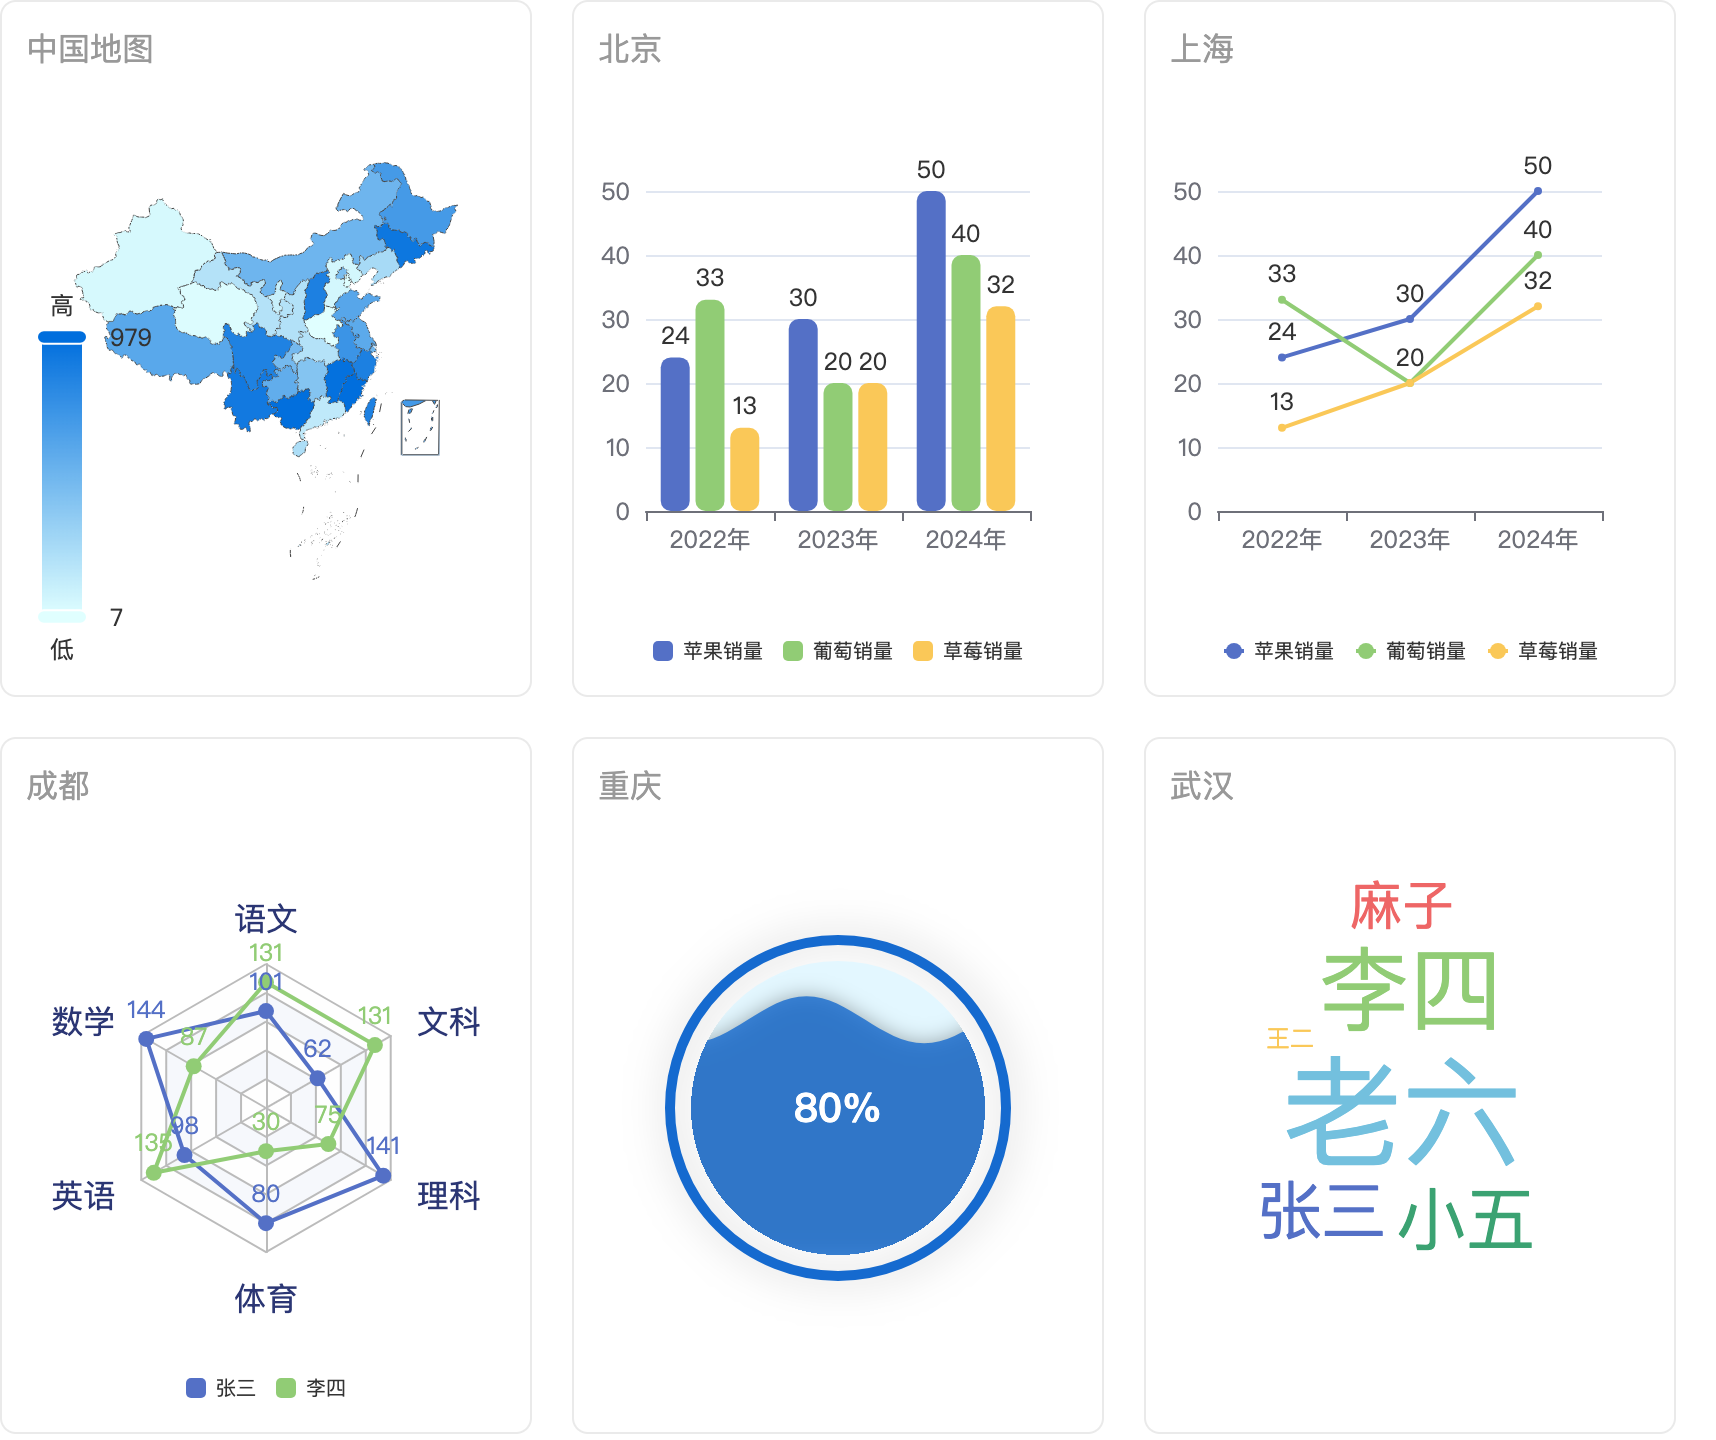 中国地图
高
979
7
低
北京
50
40
30
20
10
0
24
33
13
30
20
20
50
40
32
2022年
2023年
2024年
苹果销量
葡萄销量
草莓销量
上海
50
40
30
20
10
0
33
24
13
30
20
50
40
32
2022年
2023年
2024年
苹果销量
葡萄销量
草莓销量
成都
语文
131
101
数学
144
87
文科
131
62
英语
135
98
30
75
理科
141
80
体育
张三
李四
重庆
80%
武汉
麻子
李四
王二
老六
张三
小五